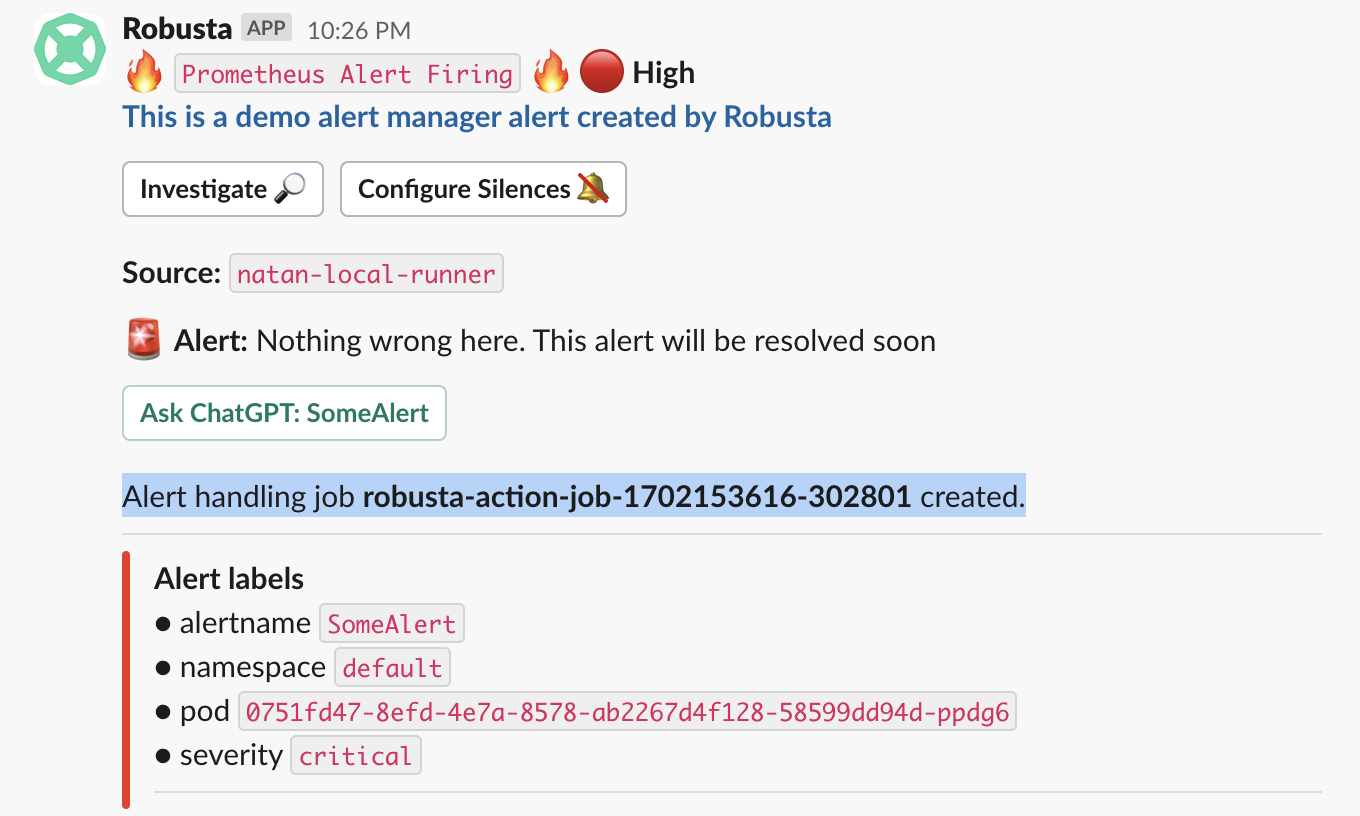 Robusta APP 10:26 PM
Prometheus Alert Firing High
This is a demo alert manager alert created by Robusta
Investigate Configure Silences
Source: natan-local-runner
Alert: Nothing wrong here. This alert will be resolved soon
Ask ChatGPT: SomeAlert
Alert handling job robusta-action-job-1702153616-302801 created.
Alert labels
● alertname SomeAlert
● namespace default
● pod 0751fd47-8efd-4e7a-8578-ab2267d4f128-58599dd94d-ppdg6
● severity critical